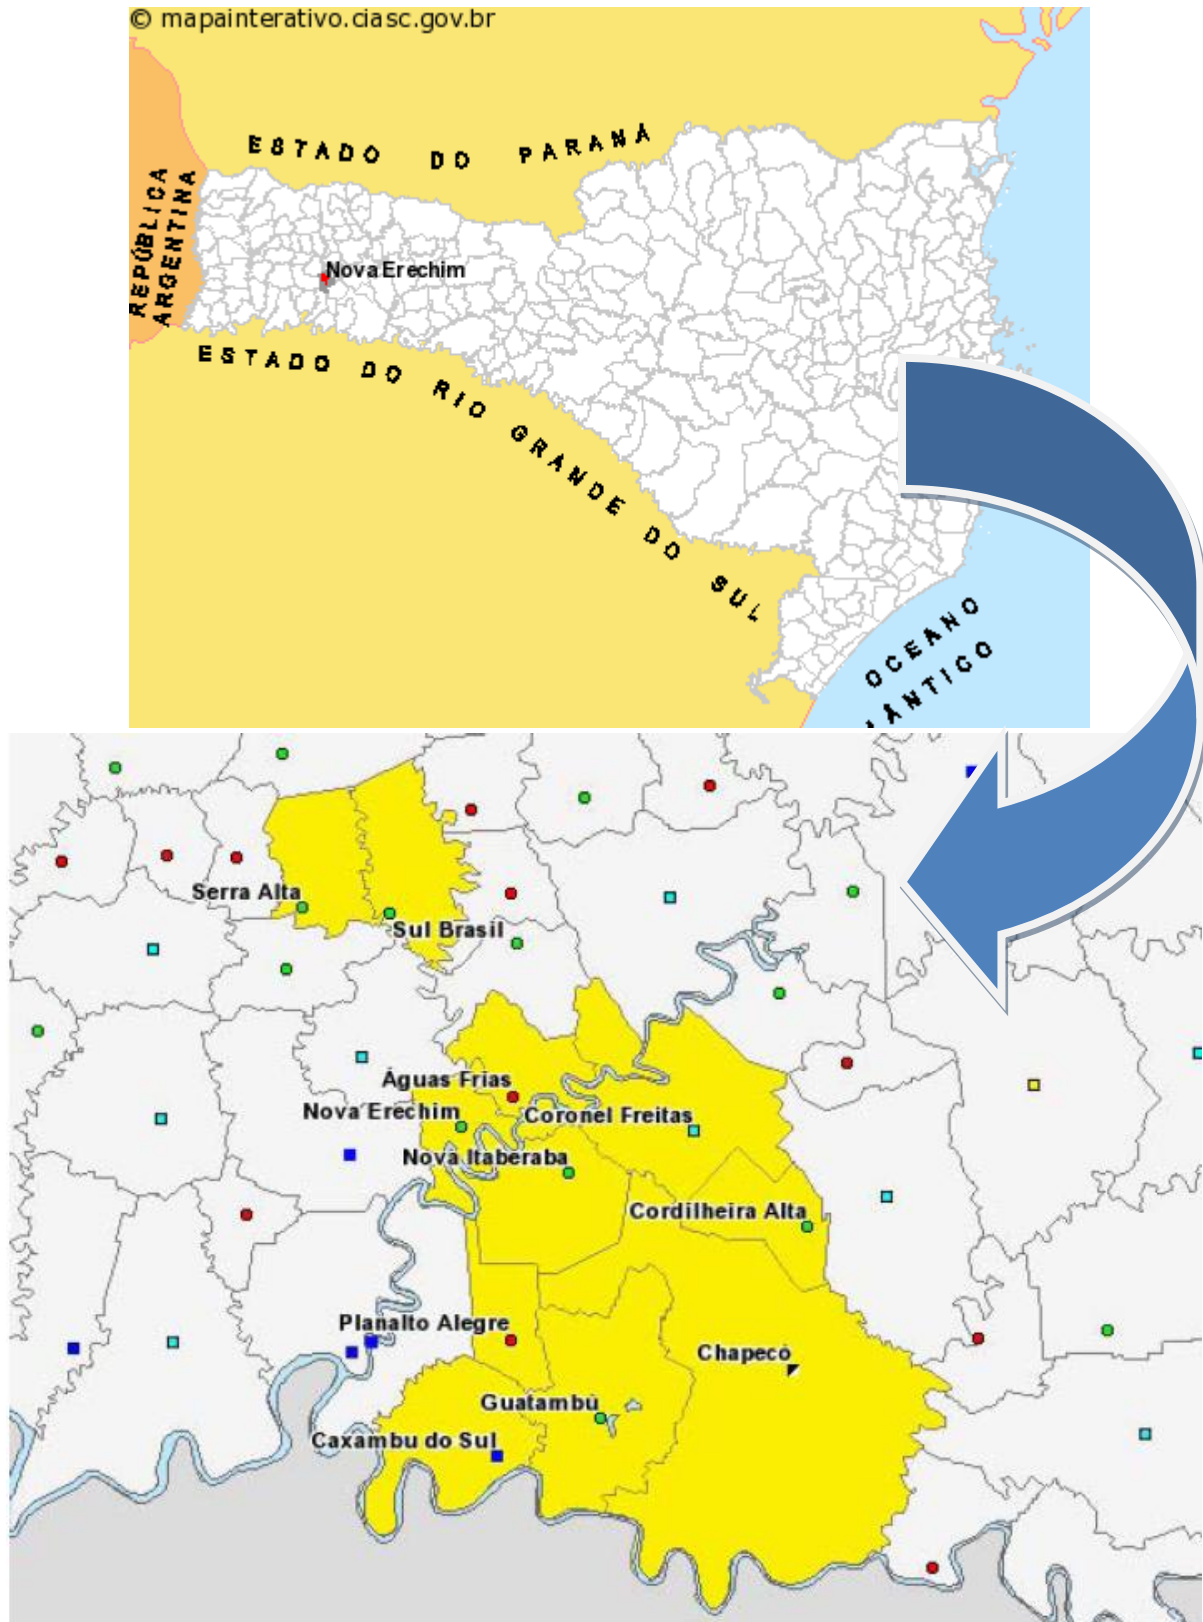 © mapainterativo.ciasc.gov.br
ESTADO DO PARANÁ
REPÚBLICA
ARGENTINA
Nova Erechim
ESTADO DO RIO GRANDE DO SUL
OCEANO
LÂNTICO
Serra Alta
Sul Brasil
Águas Frias
Nova Erechim
Coronel Freitas
Nova Itaberaba
Cordilheira Alta
Planalto Alegre
Chapecó
Guatambú
Caxambu do Sul